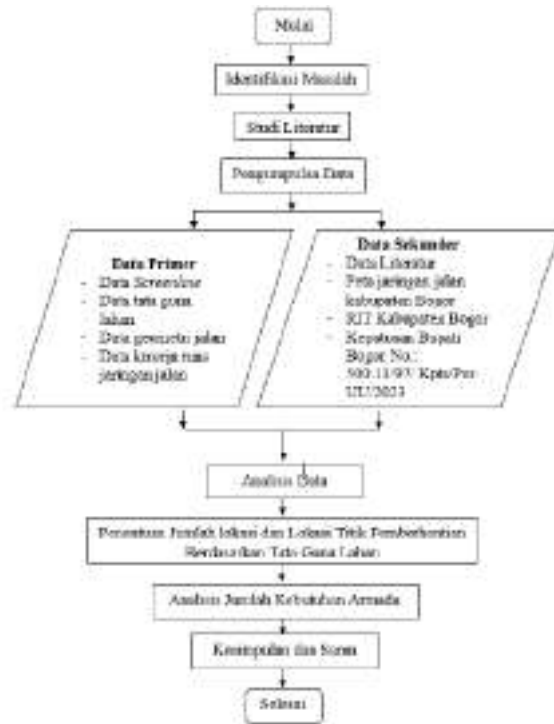 Mulai
Identifikasi Masalah
Studi Literatur
Pengumpulan Data
Data Primer
- Data Screenline
- Data tata guna
lahan
- Data geometri jalan
- Data kinerja ruas
jaringan jalan
Data Sekunder
- Data Literatur
- Peta jaringan jalan
kabupaten Bogor
- Kabupaten Bogor
- Keputusan Bupati
Bogor No.:
Analisis Data
Penentuan Jumlah lokasi dan Lokasi Titik Pemberhentian
Berdasarkan Tata Guna Lahan
Analisis Jumlah Kebutuhan Armada
Kesimpulan dan Saran
Selesai